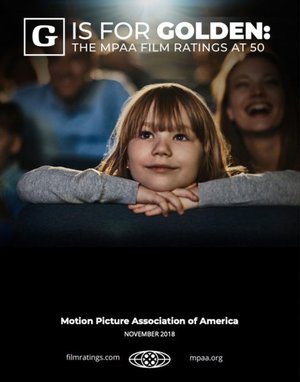 G IS FOR GOLDEN:
THE MPAA FILM RATINGS AT 50
Motion Picture Association of America
NOVEMBER 2018
filmratings.com
mpaa.org